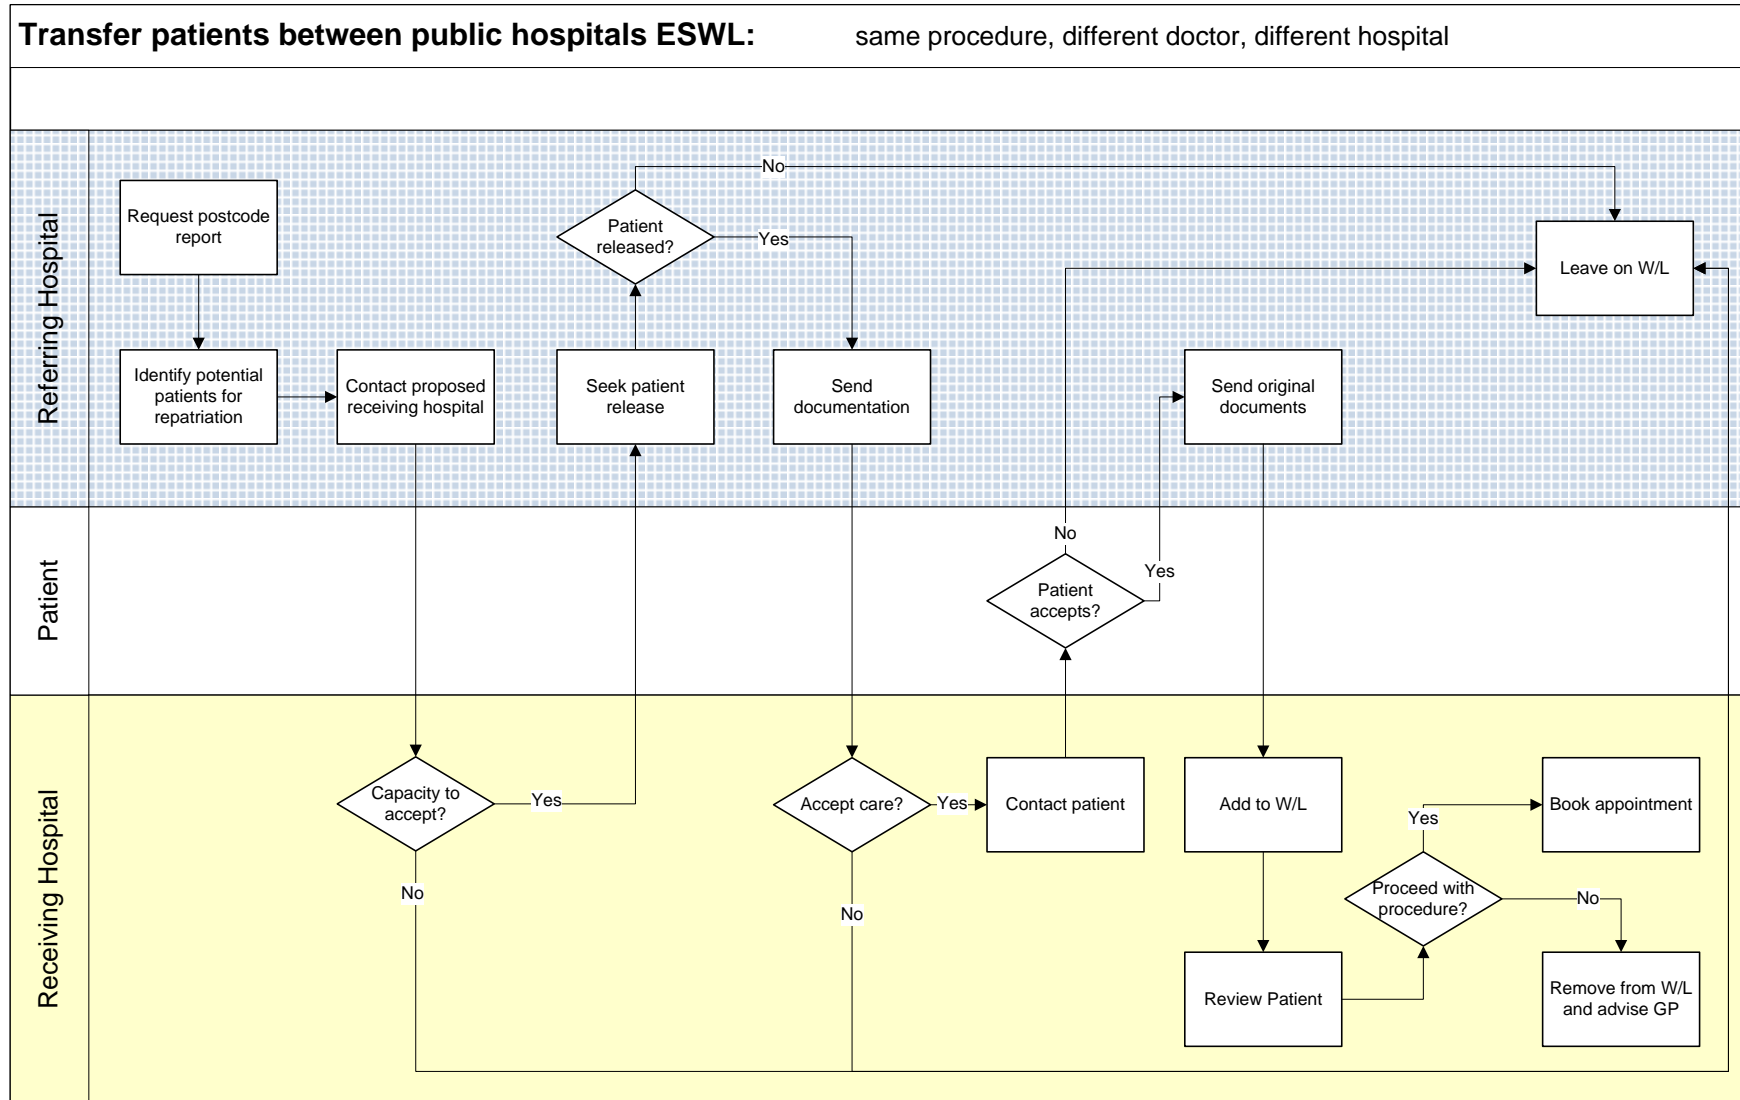 Transfer patients between public hospitals ESWL: same procedure, different doctor, different hospital
Referring Hospital
Request postcode
report
Identify potential
patients for
repatriation
Contact proposed
receiving hospital
Patient
released?
No
Yes
Seek patient
release
Send
documentation
Send original
documents
Leave on W/L
Patient
No
Patient
accepts?
Yes
Receiving Hospital
Capacity to
accept?
Yes
No
Accept care?
Yes
No
Contact patient
Add to W/L
Review Patient
Proceed with
procedure?
Yes
No
Book appointment
Remove from W/L
and advise GP